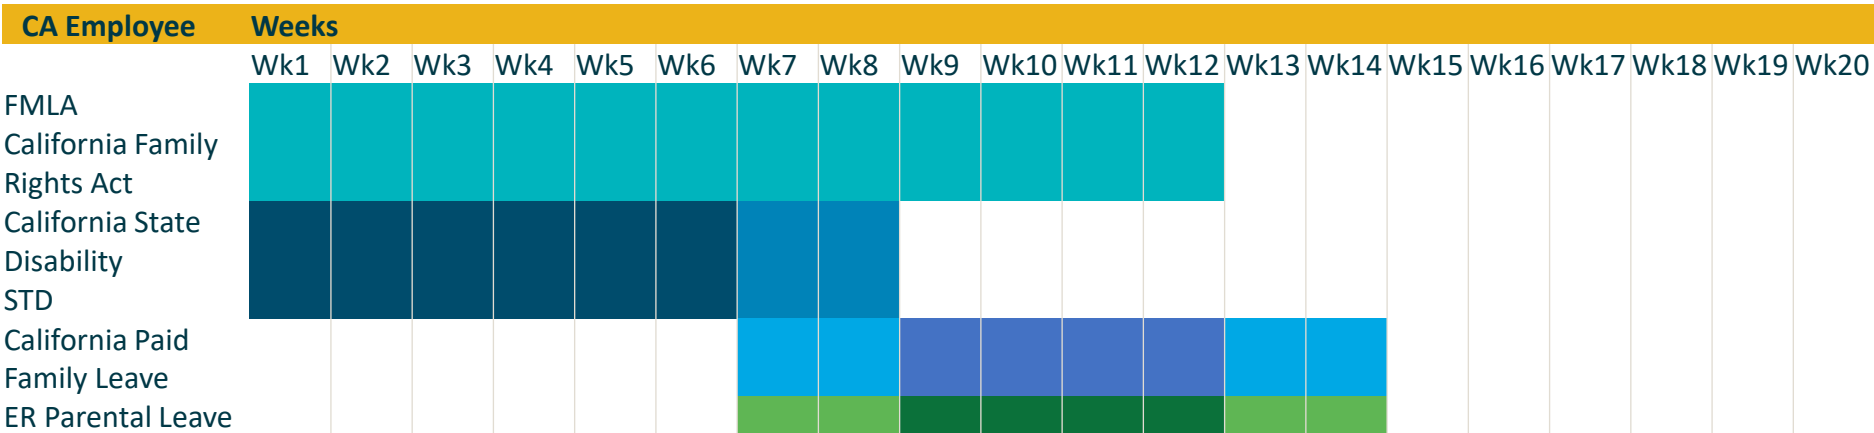 CA Employee Weeks
Wk1 Wk2 Wk3 Wk4 Wk5 Wk6 Wk7 Wk8 Wk9 Wk10 Wk11 Wk12 Wk13 Wk14 Wk15 Wk16 Wk17 Wk18 Wk19 Wk20
FMLA
California Family
Rights Act
California State
Disability
STD
California Paid
Family Leave
ER Parental Leave